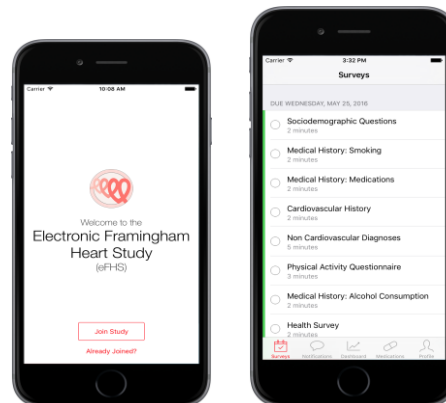 Carrier 10:08 AM
Welcome to the
Electronic Framingham
Heart Study
(eFHS)
Join Study
Already Joined?
Carrier 3:32 PM
Surveys
DUE WEDNESDAY, MAY 25, 2016
Sociodemographic Questions
2 minutes
Medical History: Smoking
2 minutes
Medical History: Medications
2 minutes
Cardiovascular History
2 minutes
Non Cardiovascular Diagnoses
5 minutes
Physical Activity Questionnaire
3 minutes
Medical History: Alcohol Consumption
2 minutes
Health Survey
2 minutes
Surveys Notifications Dashboard Medications Profile